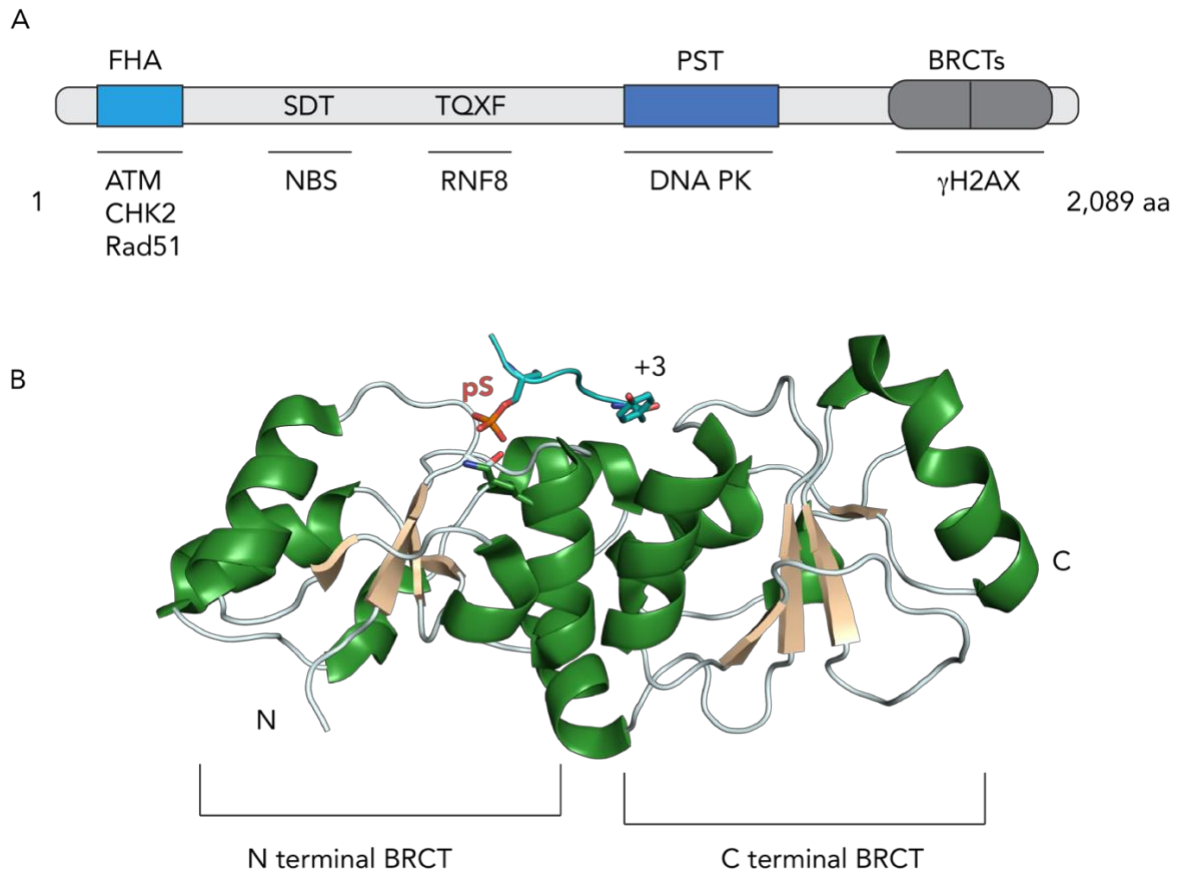 A
FHA PST BRCTs
SDT TQXF
ATM NBS RNF8 DNA PK γH2AX
1 CHK2 2,089 aa
Rad51
B
pS +3
C
N
N terminal BRCT C terminal BRCT